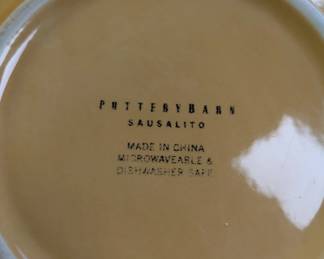 POTTERYBARN
SAUSALITO
MADE IN CHINA
MICROWAVEABLE &
DISHWASHER SAFE